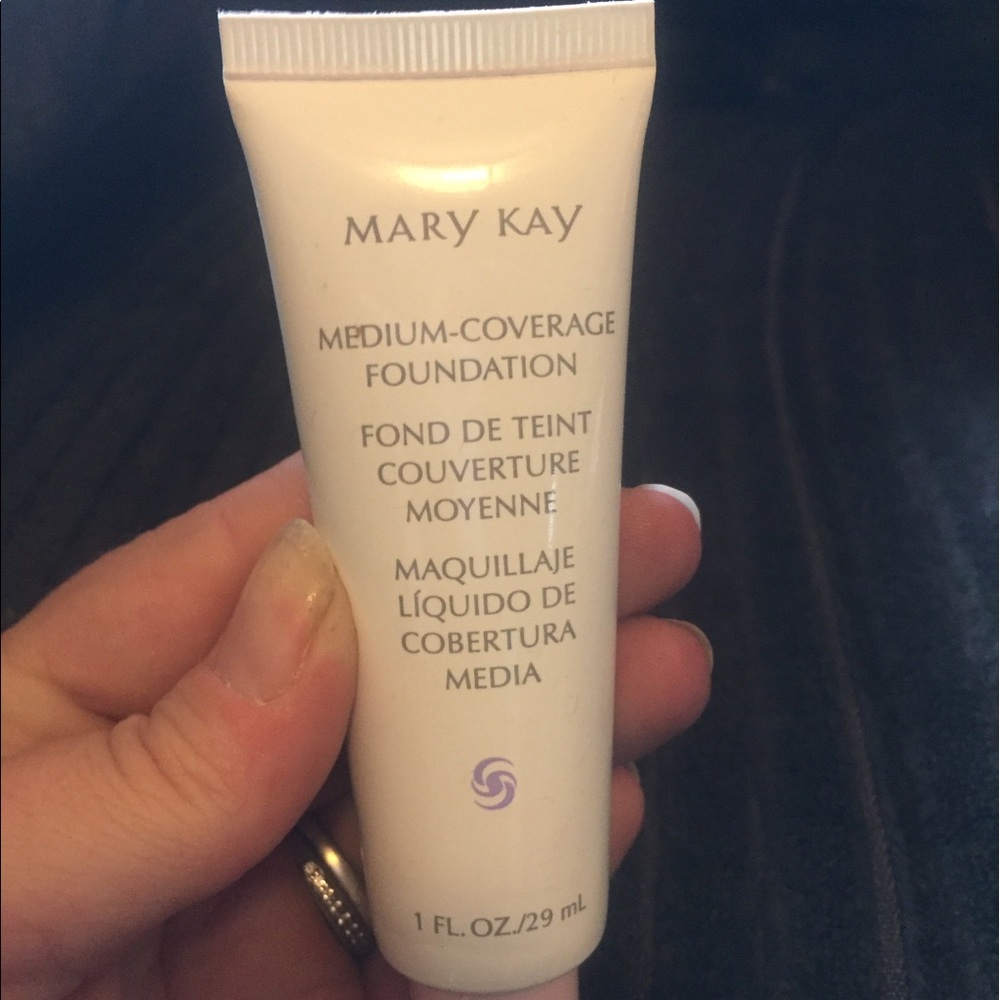 MARY KAY
MEDIUM-COVERAGE
FOUNDATION
FOND DE TEINT
COUVERTURE
MOYENNE
MAQUILLAJE
LÍQUIDO DE
COBERTURA
MEDIA
1 FL. OZ./29 mL